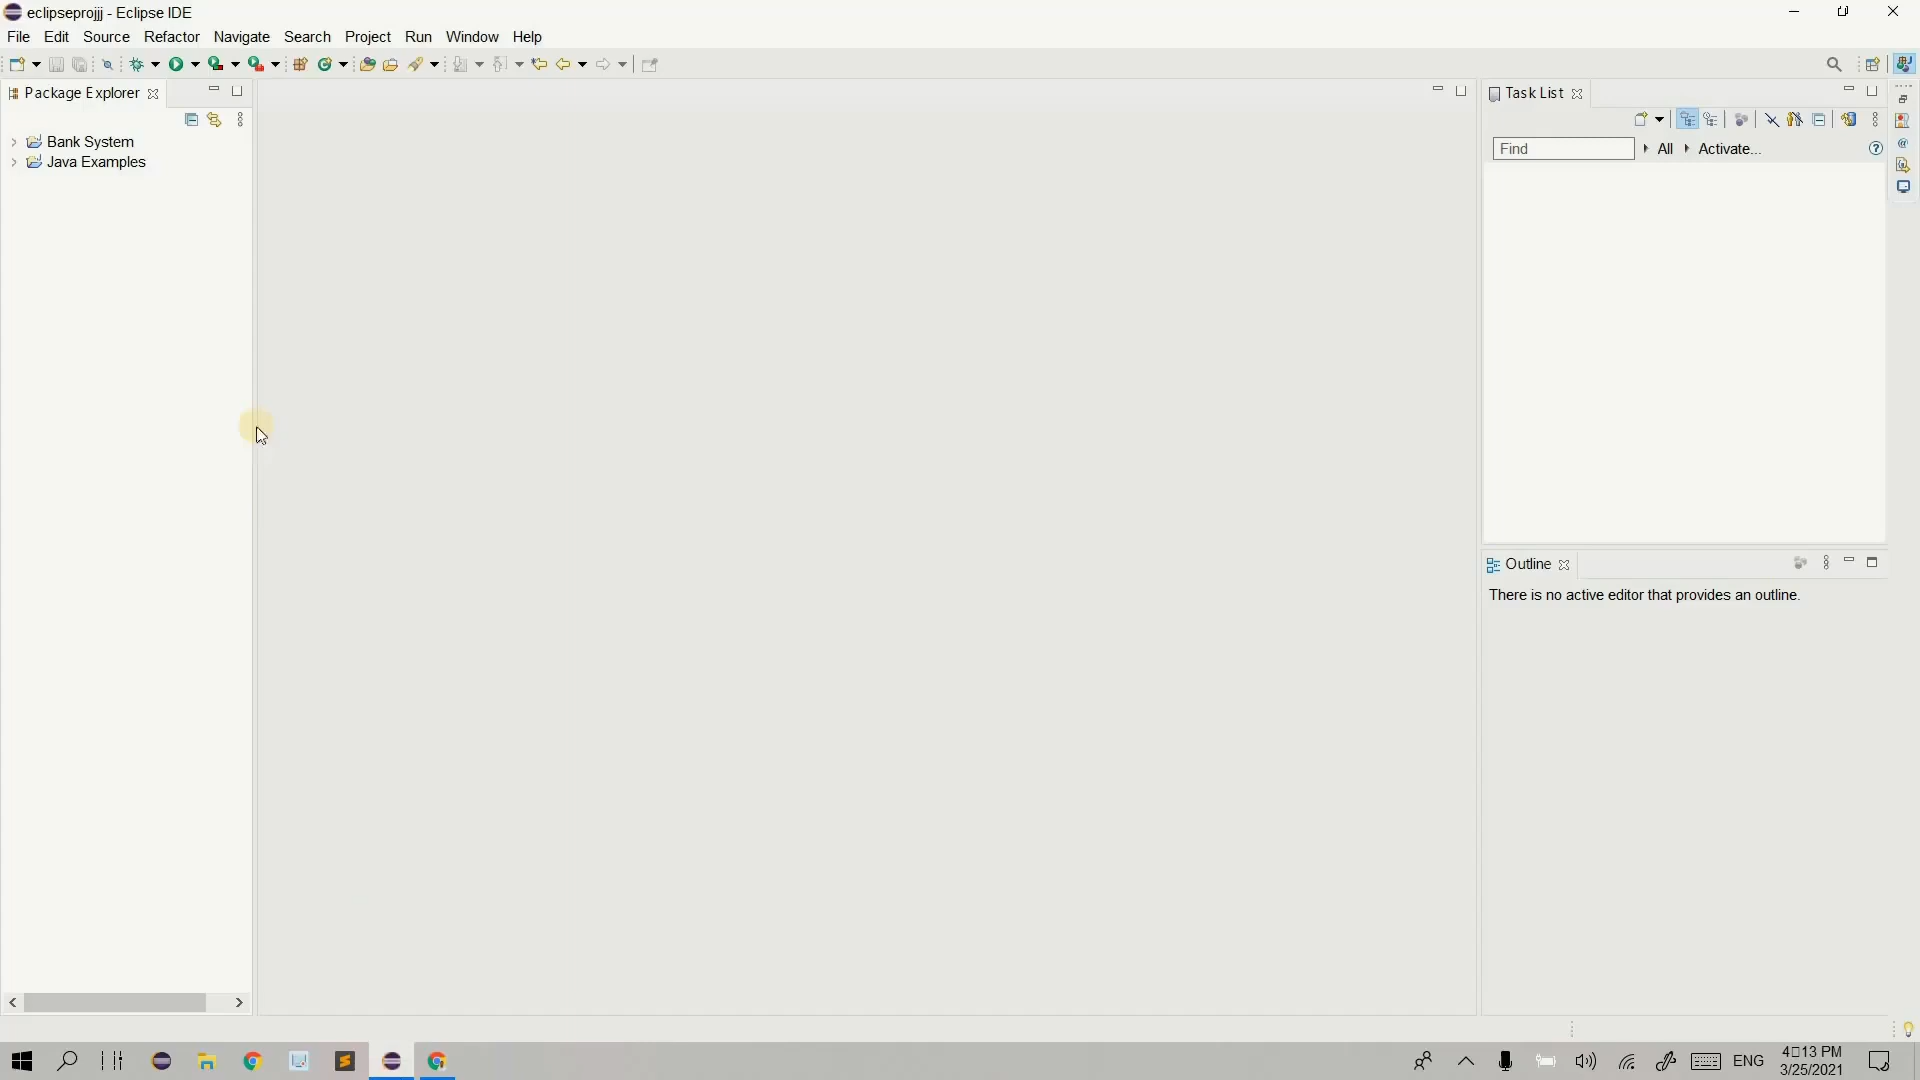 eclipseprojjj - Eclipse IDE
File Edit Source Refactor Navigate Search Project Run Window Help
Package Explorer
Task List
Bank System
Java Examples
Find
All
Activate...
Outline
There is no active editor that provides an outline.
ENG
4▯13 PM
3/25/2021